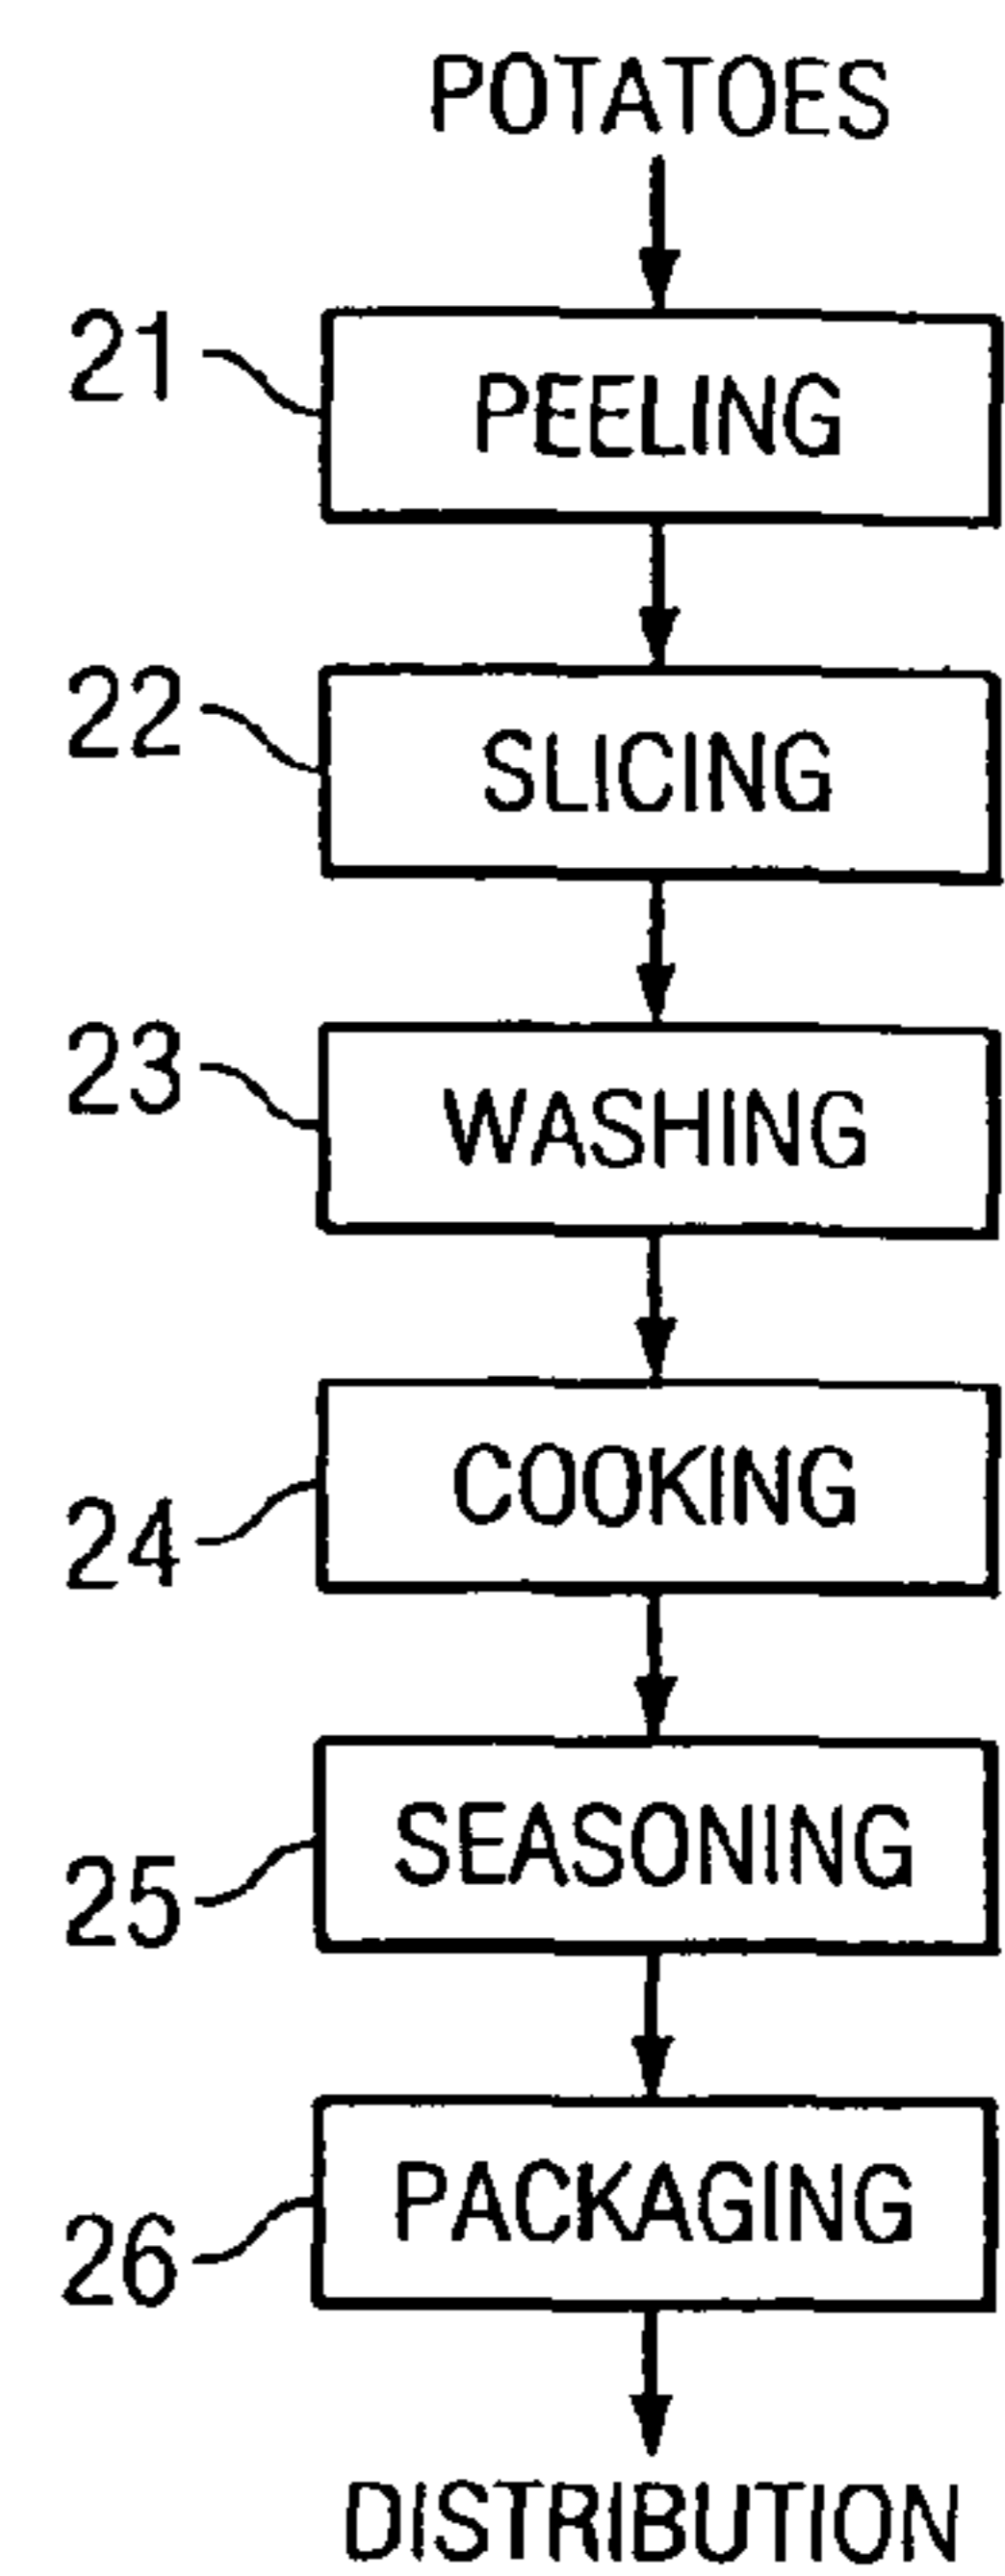 POTATOES
21
PEELING
22
SLICING
23
WASHING
24
COOKING
25
SEASONING
26
PACKAGING
DISTRIBUTION